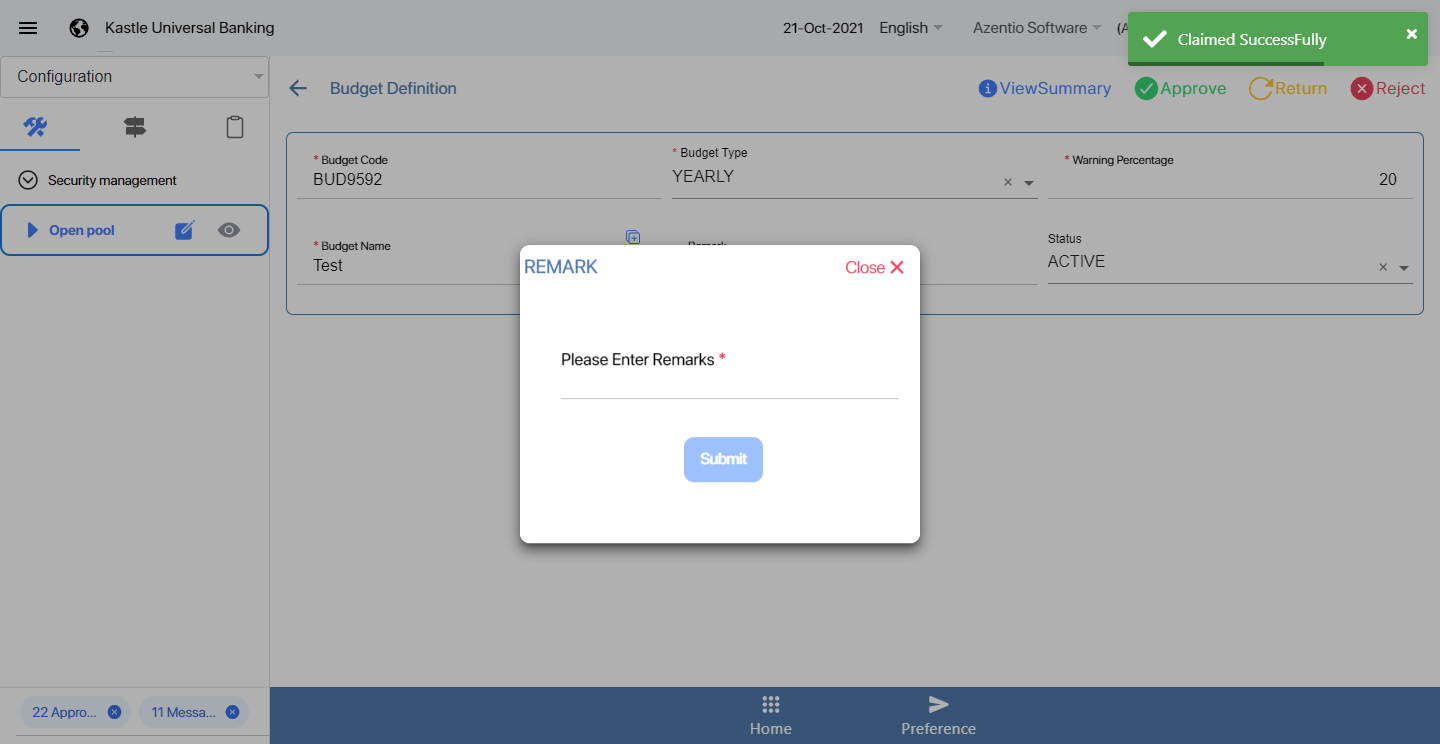 Kastle Universal Banking
21-Oct-2021
English
Azentio Software
(A
Claimed SuccessFully
Configuration
Budget Definition
ViewSummary
Approve
Return
Reject
Security management
Open pool
* Budget Code
BUD9592
* Budget Type
YEARLY
* Warning Percentage
20
* Budget Name
Test
Remark
Status
ACTIVE
REMARK
Close
Please Enter Remarks *
Submit
22 Appro...
11 Messa...
Home
Preference